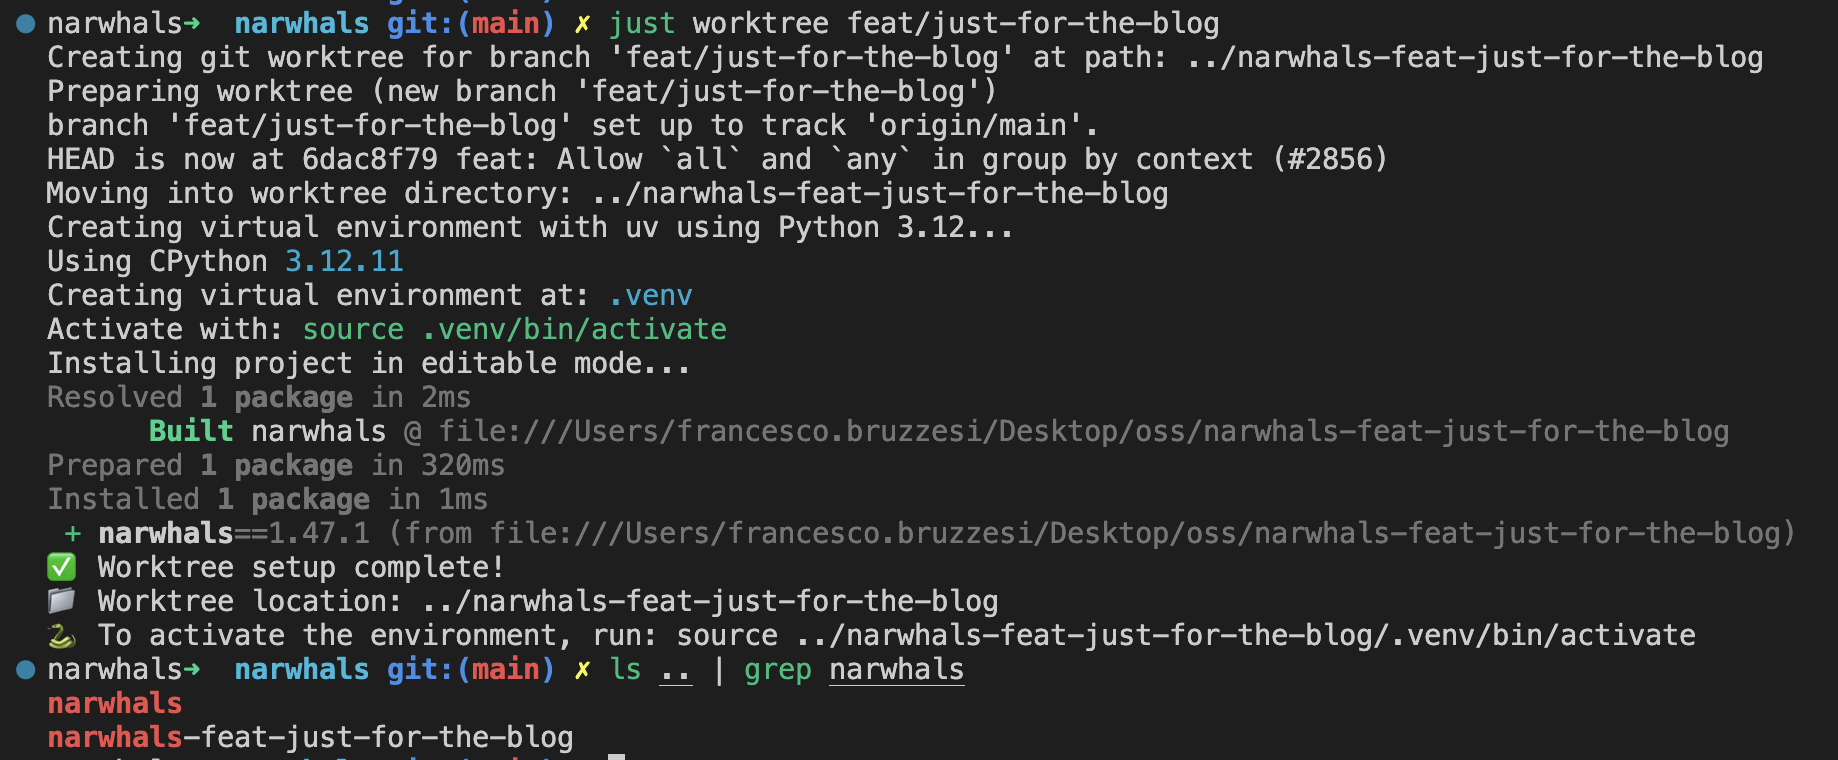 narwhals➜  narwhals git:(main) ✗ just worktree feat/just-for-the-blog
Creating git worktree for branch 'feat/just-for-the-blog' at path: ../narwhals-feat-just-for-the-blog
Preparing worktree (new branch 'feat/just-for-the-blog')
branch 'feat/just-for-the-blog' set up to track 'origin/main'.
HEAD is now at 6dac8f79 feat: Allow `all` and `any` in group by context (#2856)
Moving into worktree directory: ../narwhals-feat-just-for-the-blog
Creating virtual environment with uv using Python 3.12...
Using CPython 3.12.11
Creating virtual environment at: .venv
Activate with: source .venv/bin/activate
Installing project in editable mode...
Resolved 1 package in 2ms
      Built narwhals @ file:///Users/francesco.bruzzesi/Desktop/oss/narwhals-feat-just-for-the-blog
Prepared 1 package in 320ms
Installed 1 package in 1ms
 + narwhals==1.47.1 (from file:///Users/francesco.bruzzesi/Desktop/oss/narwhals-feat-just-for-the-blog)
✅ Worktree setup complete!
📁 Worktree location: ../narwhals-feat-just-for-the-blog
🐍 To activate the environment, run: source ../narwhals-feat-just-for-the-blog/.venv/bin/activate
narwhals➜  narwhals git:(main) ✗ ls .. | grep narwhals
narwhals
narwhals-feat-just-for-the-blog